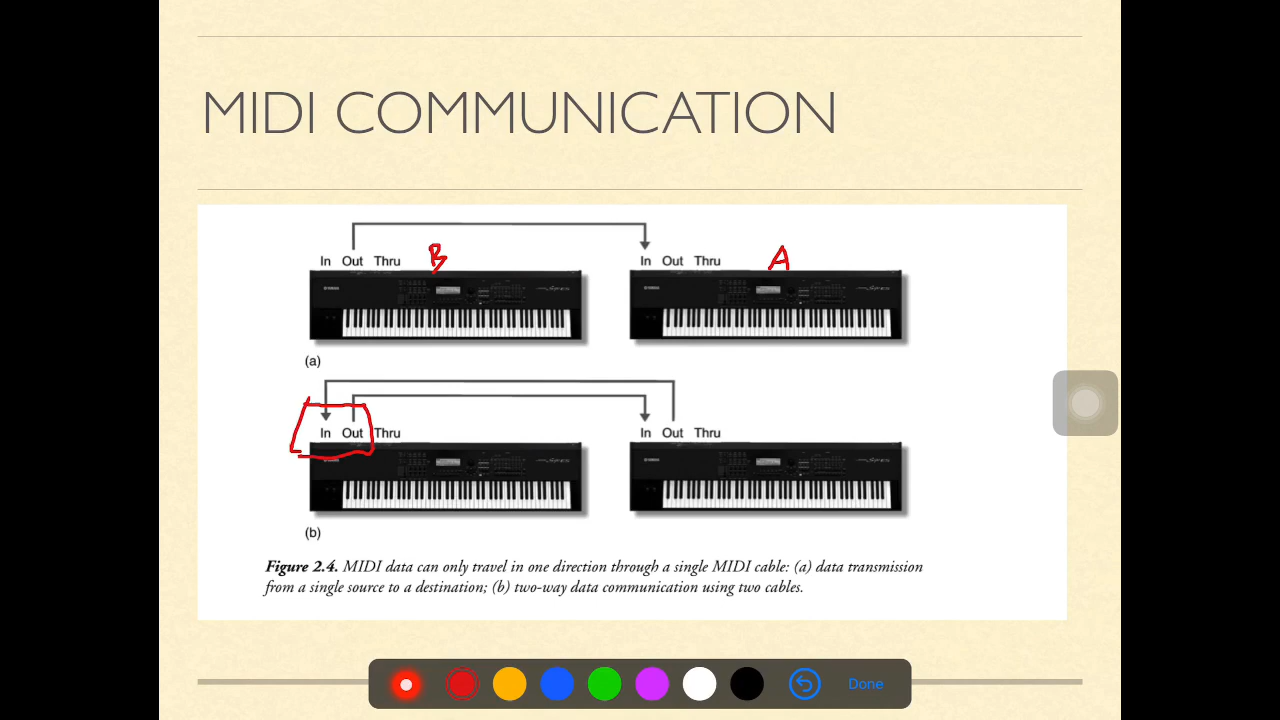 MIDI COMMUNICATION
In Out Thru B In Out Thru A
(a)
In Out Thru In Out Thru
(b)
Figure 2.4. MIDI data can only travel in one direction through a single MIDI cable: (a) data transmission
from a single source to a destination; (b) two-way data communication using two cables.
Done